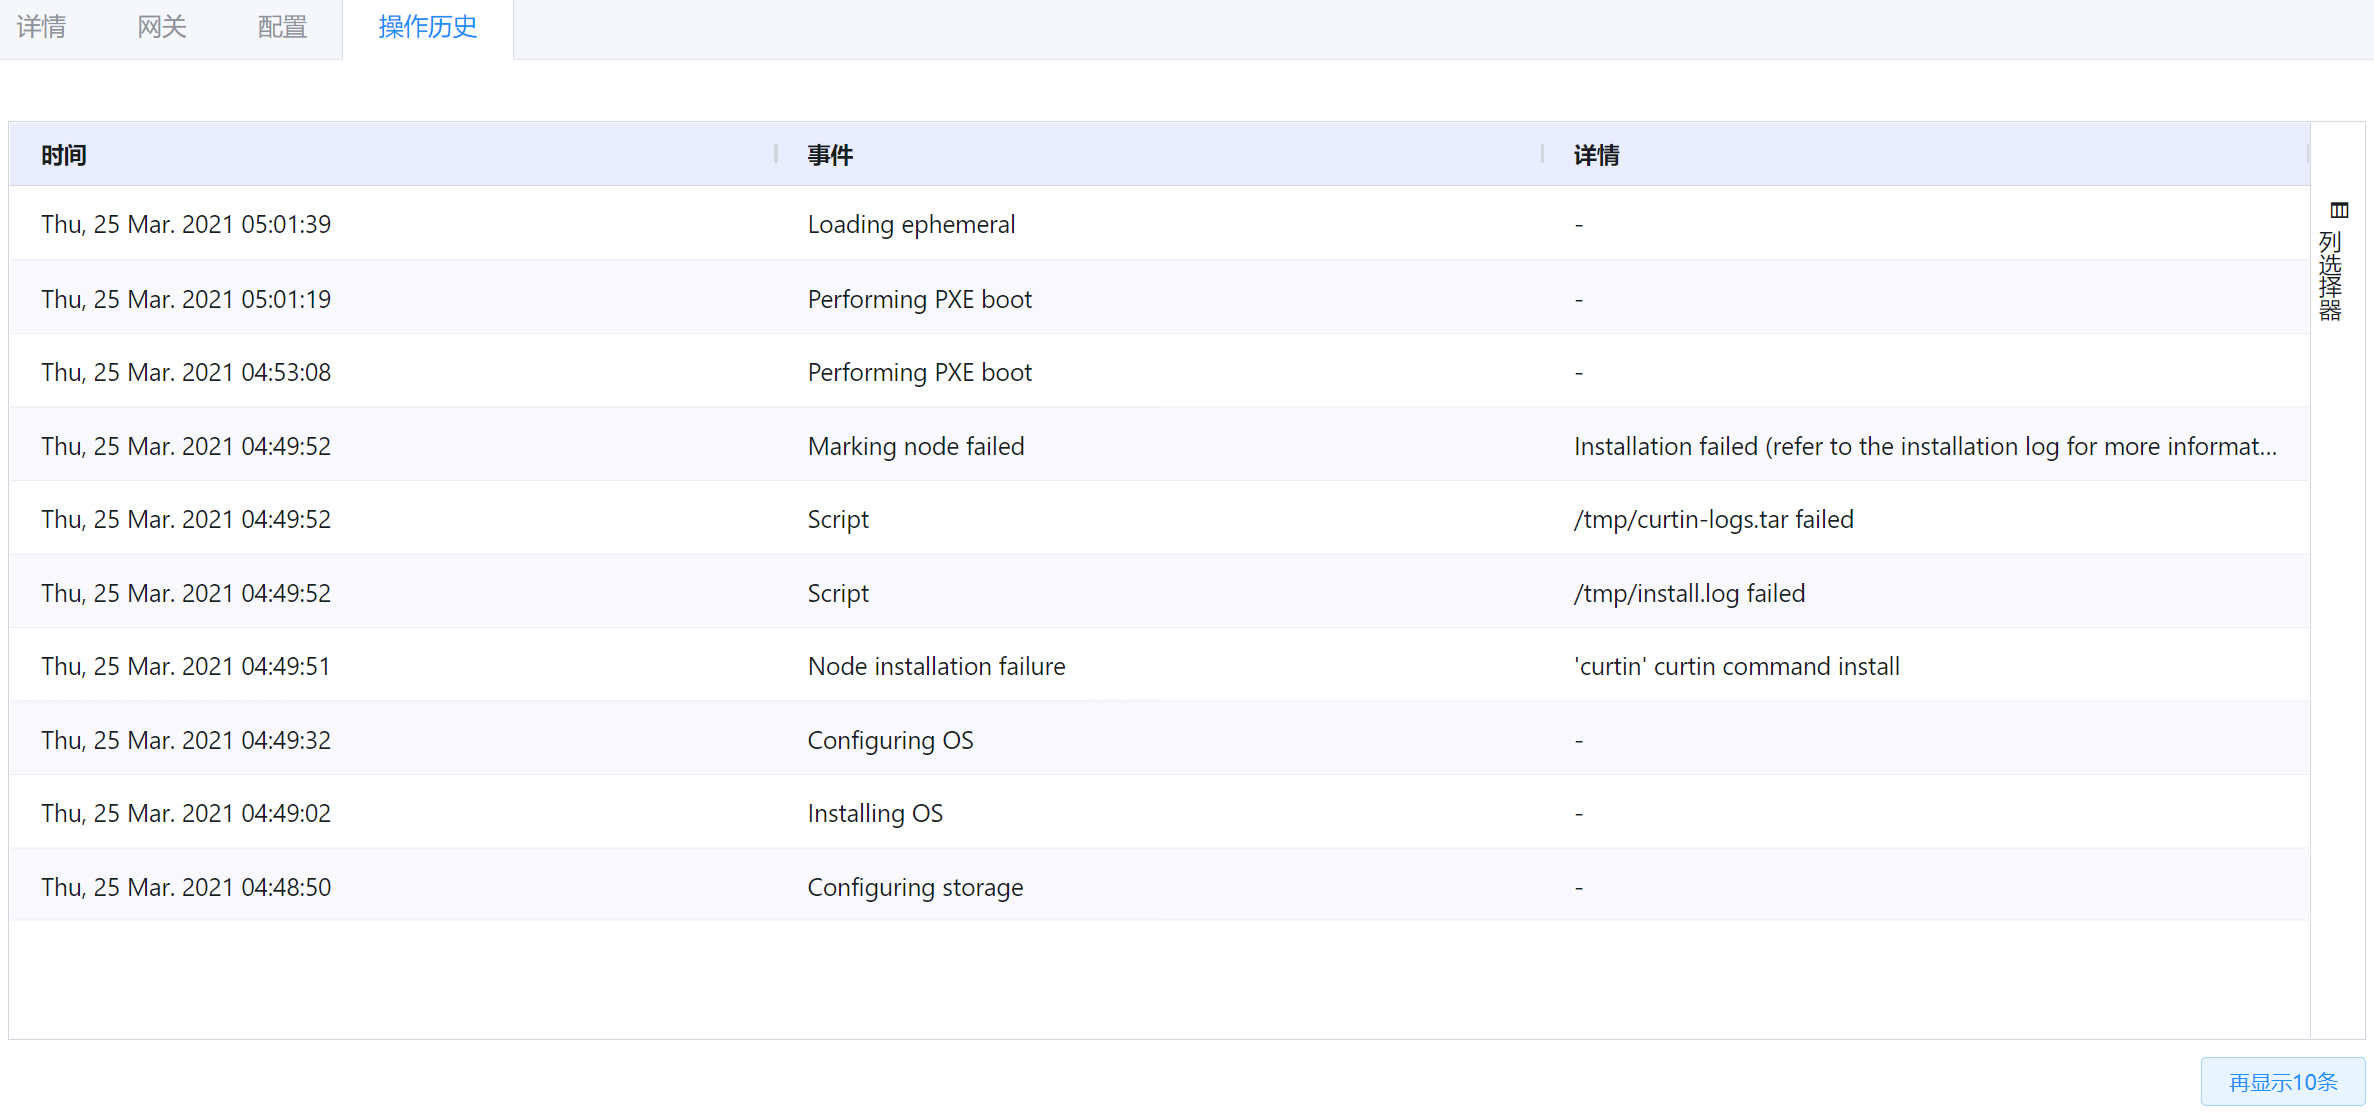 详情 网关 配置 操作历史
时间 事件 详情
Thu, 25 Mar. 2021 05:01:39 Loading ephemeral -
Thu, 25 Mar. 2021 05:01:19 Performing PXE boot -
Thu, 25 Mar. 2021 04:53:08 Performing PXE boot -
Thu, 25 Mar. 2021 04:49:52 Marking node failed Installation failed (refer to the installation log for more informat...
Thu, 25 Mar. 2021 04:49:52 Script /tmp/curtin-logs.tar failed
Thu, 25 Mar. 2021 04:49:52 Script /tmp/install.log failed
Thu, 25 Mar. 2021 04:49:51 Node installation failure 'curtin' curtin command install
Thu, 25 Mar. 2021 04:49:32 Configuring OS -
Thu, 25 Mar. 2021 04:49:02 Installing OS -
Thu, 25 Mar. 2021 04:48:50 Configuring storage -
列选择器
再显示10条